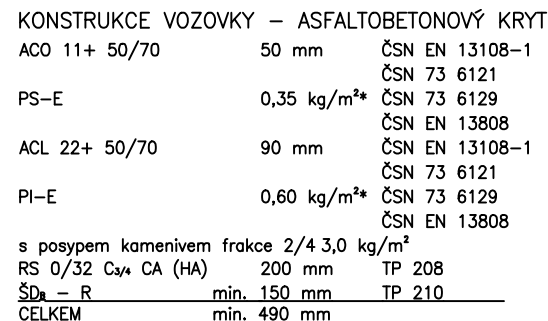 KONSTRUKCE VOZOVKY – ASFALTOBETONOVÝ KRYT
ACO 11+ 50/70 50 mm ČSN EN 13108–1
ČSN 73 6121
PS–E 0,35 kg/m²* ČSN 73 6129
ČSN EN 13808
ACL 22+ 50/70 90 mm ČSN EN 13108–1
ČSN 73 6121
PI–E 0,60 kg/m²* ČSN 73 6129
ČSN EN 13808
s posypem kamenivem frakce 2/4 3,0 kg/m²
RS 0/32 C₃/₄ CA (HA) 200 mm TP 208
ŠDB – R min. 150 mm TP 210
CELKEM min. 490 mm